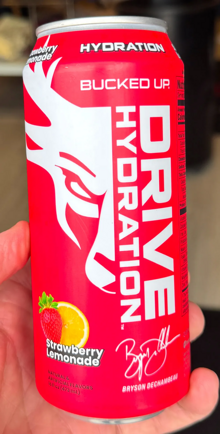 Strawberry
Lemonade
HYDRATION
BUCKED UP.
DRIVE
HYDRATION.
Strawberry
Lemonade
BRYSON DECHAMBEAU